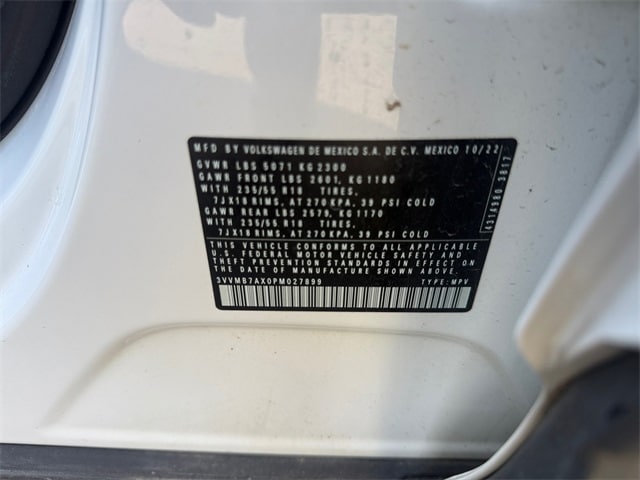 MFD BY VOLKSWAGEN DE MEXICO S.A. DE C.V. MEXICO 10/22
GVWR LBS 5071 KG 2300
GAWR FRONT LBS 2601, KG 1180
WITH 235/55 R18 TIRES,
7JX18 RIMS, AT 270 KPA, 39 PSI COLD
GAWR REAR LBS 2579, KG 1170
WITH 235/55 R18 TIRES,
7JX18 RIMS, AT 270 KPA, 39 PSI COLD
THIS VEHICLE CONFORMS TO ALL APPLICABLE
U.S. FEDERAL MOTOR VEHICLE SAFETY AND
THEFT PREVENTION STANDARDS IN EFFECT ON
THE DATE OF MANUFACTURE SHOWN ABOVE.
3VVMB7AX0PM027899 TYPE: MPV
4314980 3817